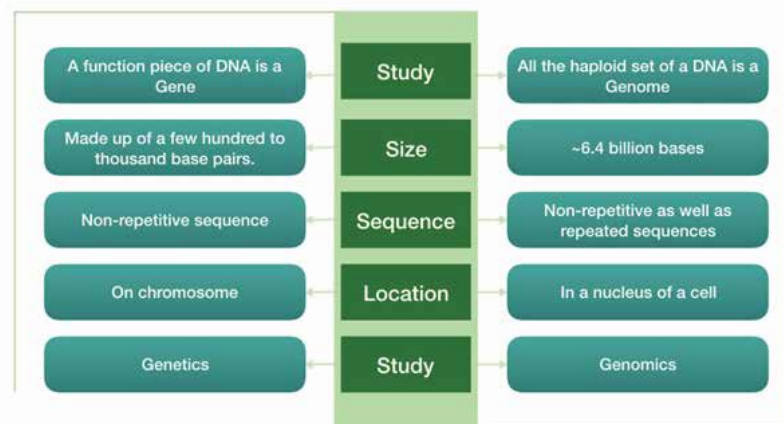 A function piece of DNA is a
Gene
Study
All the haploid set of a DNA is a
Genome
Made up of a few hundred to
thousand base pairs.
Size
~6.4 billion bases
Non-repetitive sequence
Sequence
Non-repetitive as well as
repeated sequences
On chromosome
Location
In a nucleus of a cell
Genetics
Study
Genomics